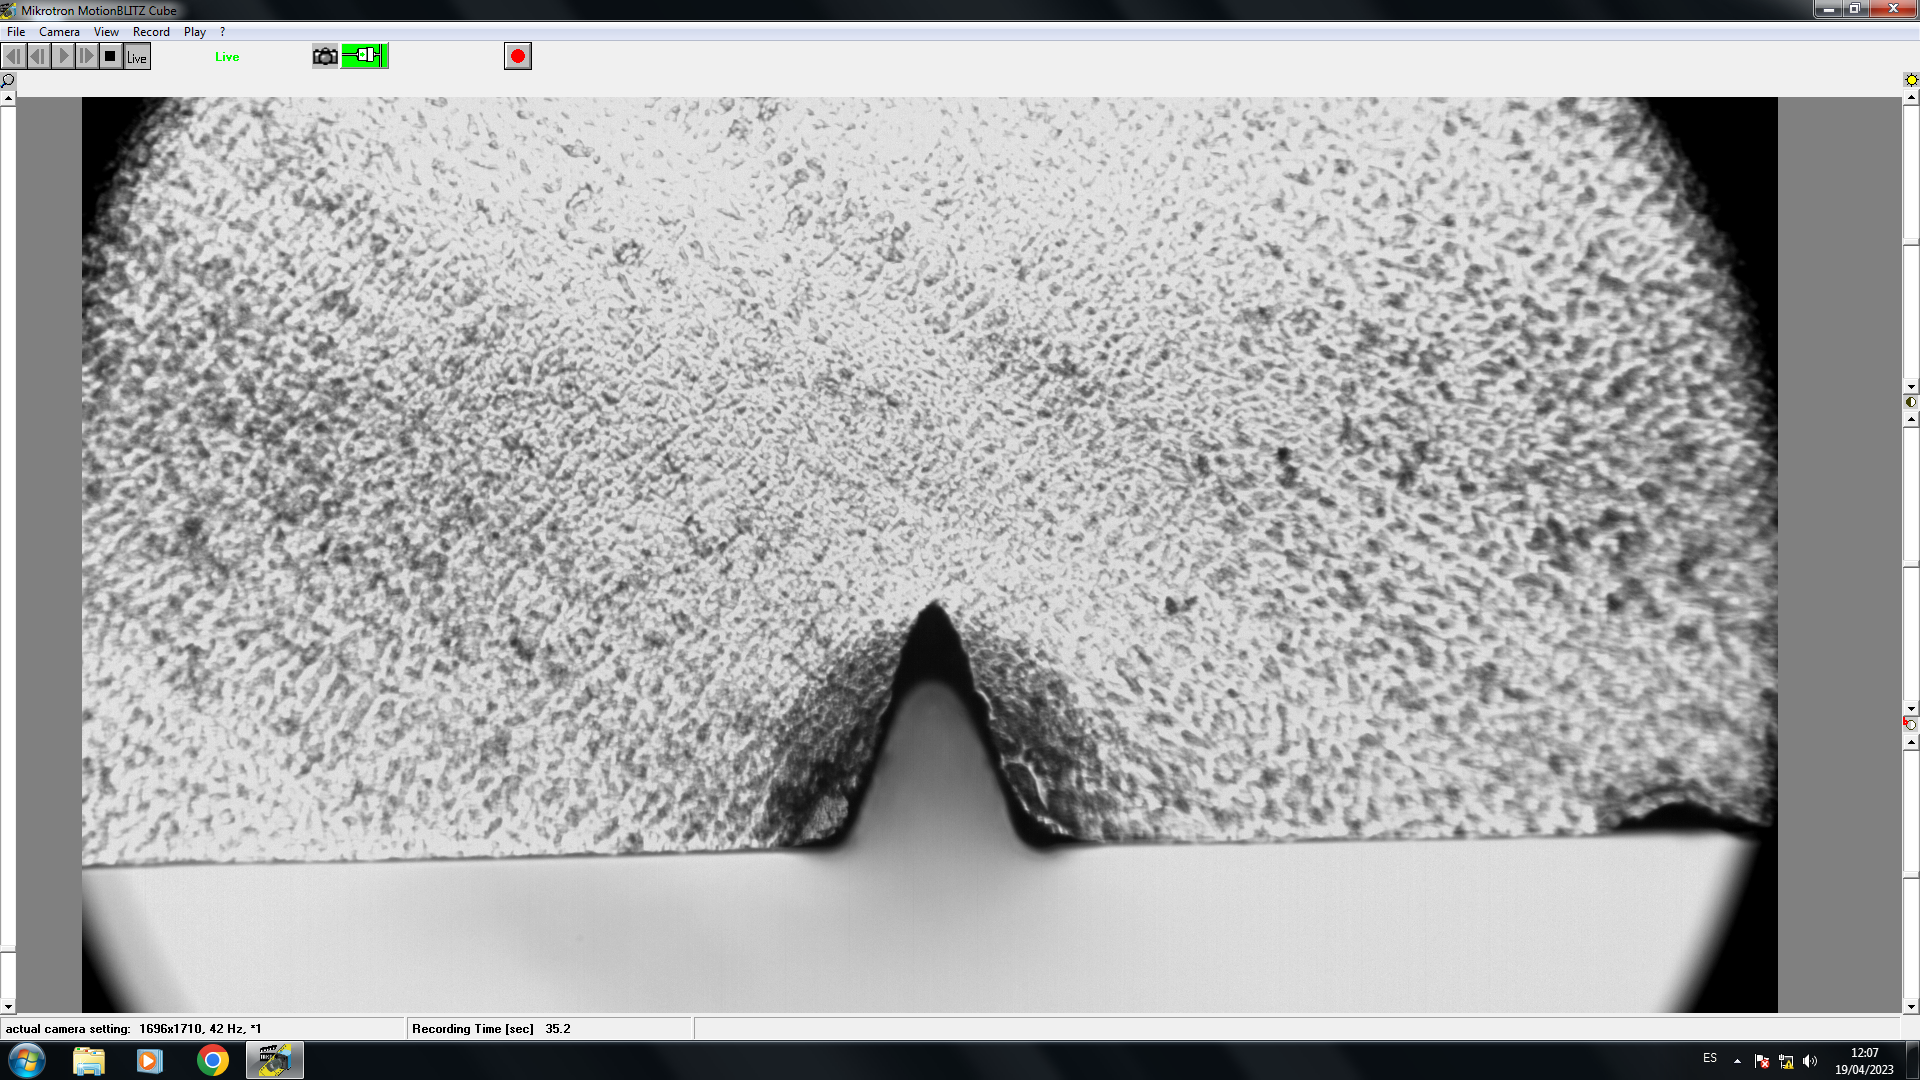 Mikrotron MotionBLITZ Cube
File Camera View Record Play ?
Live Live
actual camera setting: 1696x1710, 42 Hz, *1 Recording Time [sec] 35.2
ES 12:07
19/04/2023